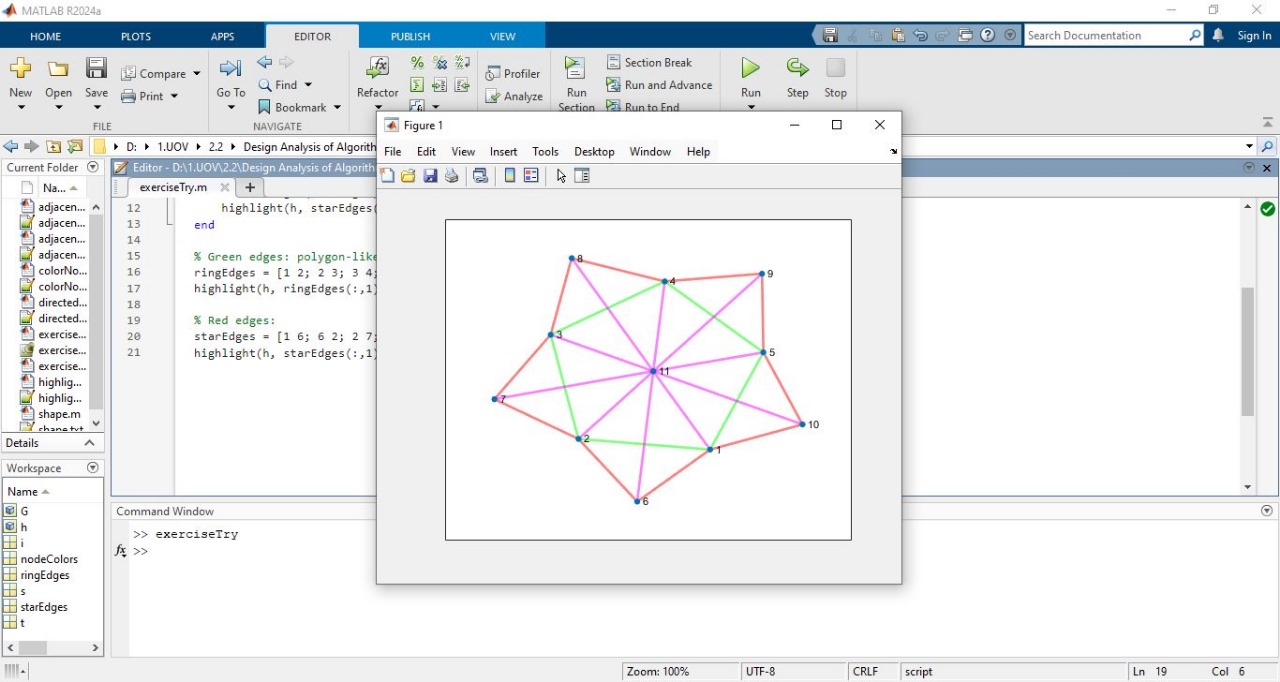 MATLAB R2024a
HOME PLOTS APPS EDITOR PUBLISH VIEW
Search Documentation
Sign In
New Open Save
Compare
Print
FILE
Go To
Find
Bookmark
NAVIGATE
Refactor
Profiler
Analyze
Run
Section
Section Break
Run and Advance
Run to End
Run Step Stop
D: 1.UOV 2.2 Design Analysis of Algorith
Current Folder
Na...
adjacen...
adjacen...
adjacen...
adjacen...
colorNo...
colorNo...
directed...
directed...
exercise...
exercise...
exercise...
highlig...
highlig...
shape.m
shape.txt
Details
Workspace
Name
G
h
i
nodeColors
ringEdges
s
starEdges
t
Editor - D:\1.UOV\2.2\Design Analysis of Algorith
exerciseTry.m
12 highlight(h, starEdges(
13 end
14
15 % Green edges: polygon-like
16 ringEdges = [1 2; 2 3; 3 4;
17 highlight(h, ringEdges(:,1)
18
19 % Red edges:
20 starEdges = [1 6; 6 2; 2 7;
21 highlight(h, starEdges(:,1)
Command Window
>> exerciseTry
fx >>
Figure 1
File Edit View Insert Tools Desktop Window Help
8
4
9
3
5
11
7
10
2
1
6
Zoom: 100% UTF-8 CRLF script Ln 19 Col 6